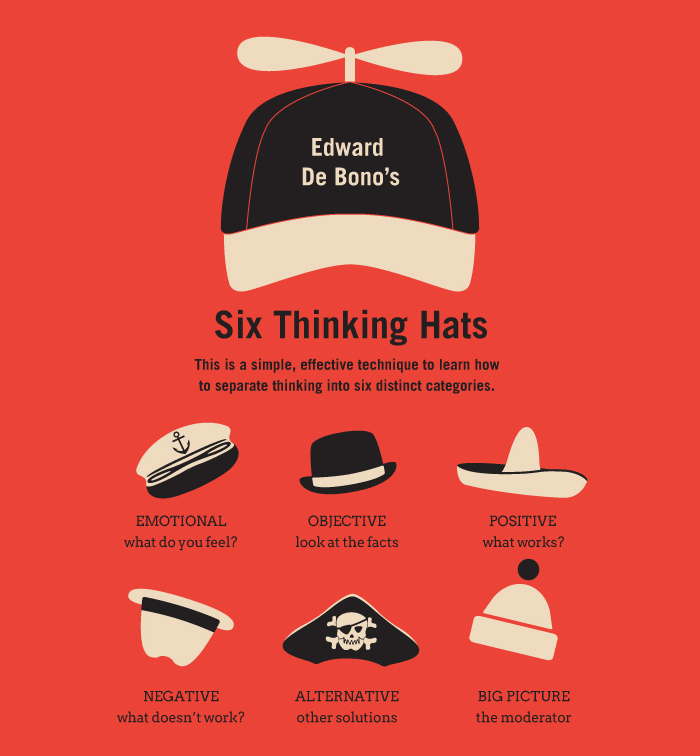 Edward
De Bono's
Six Thinking Hats
This is a simple, effective technique to learn how
to separate thinking into six distinct categories.
EMOTIONAL
what do you feel?
OBJECTIVE
look at the facts
POSITIVE
what works?
NEGATIVE
what doesn't work?
ALTERNATIVE
other solutions
BIG PICTURE
the moderator